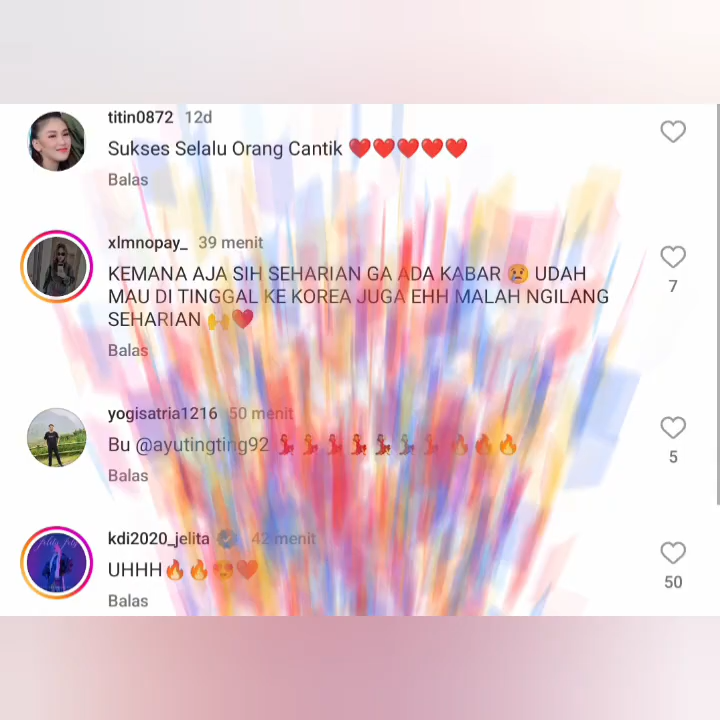 titin0872 12d
Sukses Selalu Orang Cantik ❤️❤️❤️❤️❤️
Balas
xlmnopay_ 39 menit
KEMANA AJA SIH SEHARIAN GA ADA KABAR 😢 UDAH
MAU DI TINGGAL KE KOREA JUGA EHH MALAH NGILANG
SEHARIAN 🙌❤️
7
Balas
yogisatria1216 50 menit
Bu @ayutingting92 💃💃💃💃💃💃💃🔥🔥🔥
5
Balas
kdi2020_jelita 42 menit
UHHH🔥🔥😍❤️
50
Balas